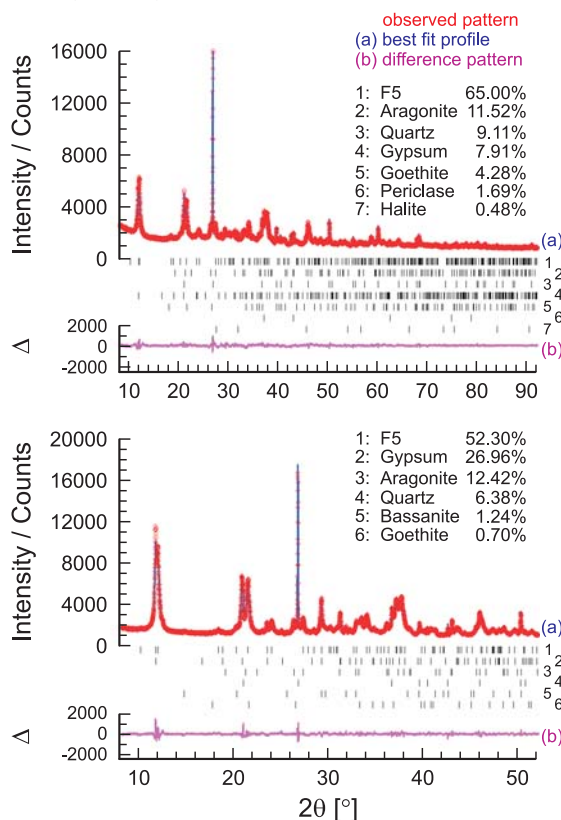 observed pattern
(a) best fit profile
(b) difference pattern
Intensity / Counts
16000
12000
8000
4000
0
1: F5 65.00%
2: Aragonite 11.52%
3: Quartz 9.11%
4: Gypsum 7.91%
5: Goethite 4.28%
6: Periclase 1.69%
7: Halite 0.48%
(a)
1
2
3
4
5
6
7
Δ
2000
0
-2000
(b)
10 20 30 40 50 60 70 80 90
Intensity / Counts
20000
16000
12000
8000
4000
0
1: F5 52.30%
2: Gypsum 26.96%
3: Aragonite 12.42%
4: Quartz 6.38%
5: Bassanite 1.24%
6: Goethite 0.70%
(a)
1
2
3
4
5
6
Δ
2000
0
-2000
(b)
10 20 30 40 50
2θ [°]